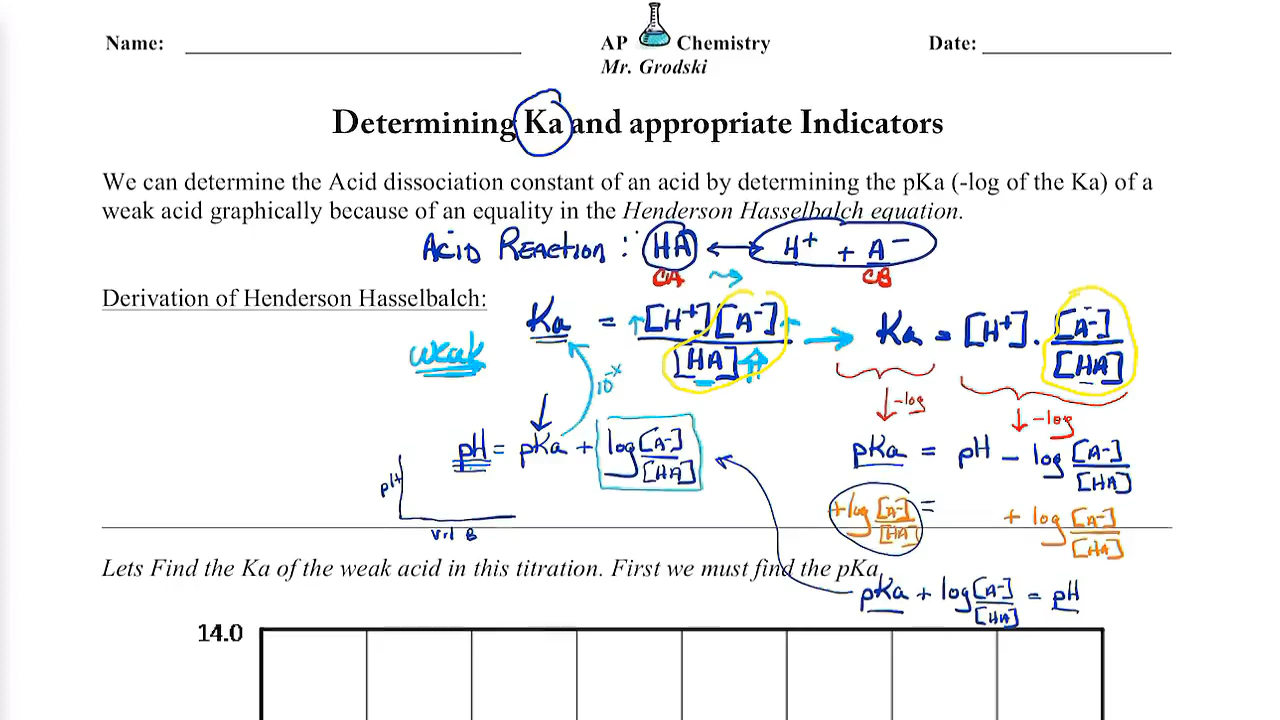 Name: AP Chemistry Date:
Mr. Grodski
Determining Ka and appropriate Indicators
We can determine the Acid dissociation constant of an acid by determining the pKa (-log of the Ka) of a
weak acid graphically because of an equality in the Henderson Hasselbalch equation.
Acid Reaction : HA ⟷ H⁺ + A⁻
CA → CB
Derivation of Henderson Hasselbalch:
Ka = [H⁺][A⁻] / [HA] → Ka = [H⁺] · [A⁻] / [HA]
weak
10⁻ˣ
-log -log
pH = pKa + log [A⁻] / [HA]
pKa = pH - log [A⁻] / [HA]
pH
Vol B
+log [A⁻] / [HA] = + log [A⁻] / [HA]
Lets Find the Ka of the weak acid in this titration. First we must find the pKa.
pKa + log [A⁻] / [HA] = pH
14.0